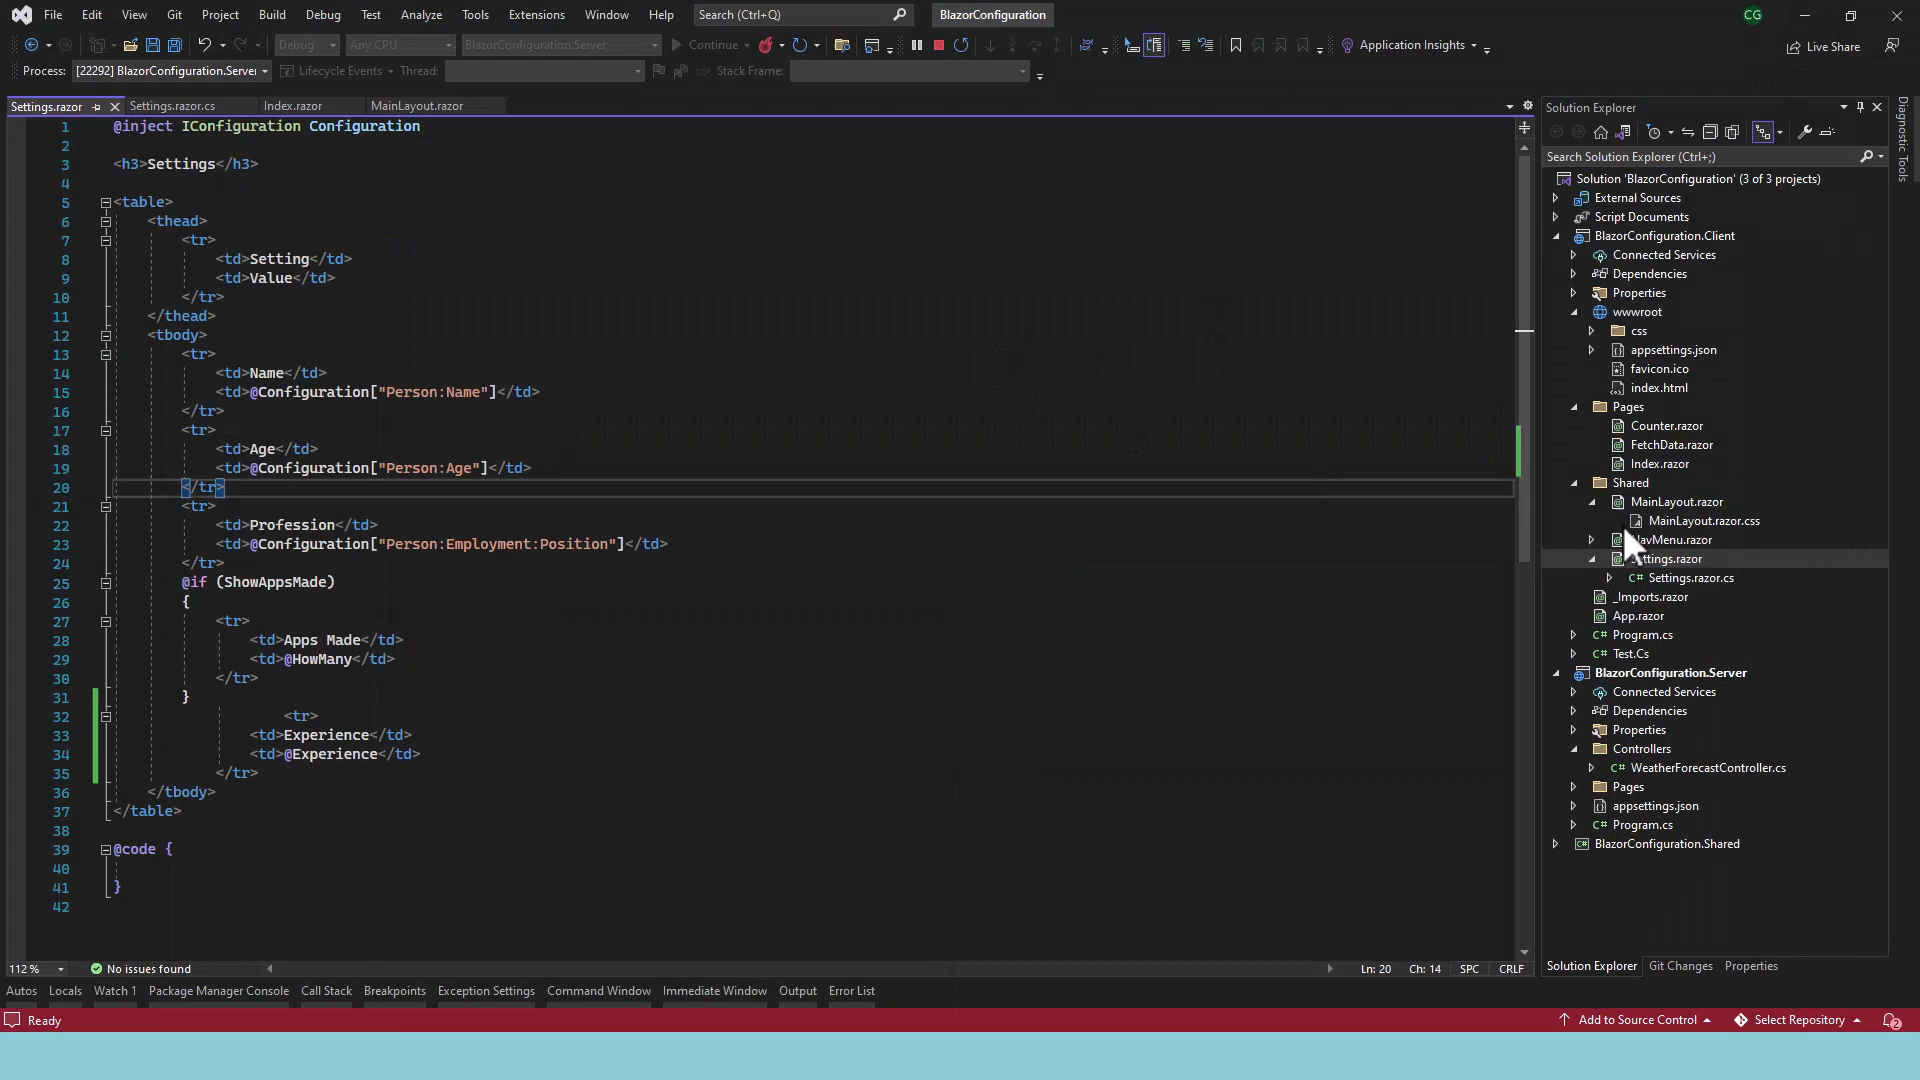 File Edit View Git Project Build Debug Test Analyze Tools Extensions Window Help Search (Ctrl+Q) BlazorConfiguration CG
Debug Any CPU BlazorConfiguration.Server Continue Application Insights Live Share
Process: [22292] BlazorConfiguration.Server Lifecycle Events Thread: Stack Frame:
Settings.razor Settings.razor.cs Index.razor MainLayout.razor
1 @inject IConfiguration Configuration
2
3 <h3>Settings</h3>
4
5 <table>
6 <thead>
7 <tr>
8 <td>Setting</td>
9 <td>Value</td>
10 </tr>
11 </thead>
12 <tbody>
13 <tr>
14 <td>Name</td>
15 <td>@Configuration["Person:Name"]</td>
16 </tr>
17 <tr>
18 <td>Age</td>
19 <td>@Configuration["Person:Age"]</td>
20 </tr>
21 <tr>
22 <td>Profession</td>
23 <td>@Configuration["Person:Employment:Position"]</td>
24 </tr>
25 @if (ShowAppsMade)
26 {
27 <tr>
28 <td>Apps Made</td>
29 <td>@HowMany</td>
30 </tr>
31 }
32 <tr>
33 <td>Experience</td>
34 <td>@Experience</td>
35 </tr>
36 </tbody>
37 </table>
38
39 @code {
40
41 }
42
112 % No issues found Ln: 20 Ch: 14 SPC CRLF
Solution Explorer
Search Solution Explorer (Ctrl+;)
Solution 'BlazorConfiguration' (3 of 3 projects)
External Sources
Script Documents
BlazorConfiguration.Client
Connected Services
Dependencies
Properties
wwwroot
css
appsettings.json
favicon.ico
index.html
Pages
Counter.razor
FetchData.razor
Index.razor
Shared
MainLayout.razor
MainLayout.razor.css
avMenu.razor
ettings.razor
C# Settings.razor.cs
_Imports.razor
App.razor
C# Program.cs
C# Test.Cs
BlazorConfiguration.Server
Connected Services
Dependencies
Properties
Controllers
C# WeatherForecastController.cs
Pages
appsettings.json
C# Program.cs
C# BlazorConfiguration.Shared
Solution Explorer Git Changes Properties
Diagnostic Tools
Autos Locals Watch 1 Package Manager Console Call Stack Breakpoints Exception Settings Command Window Immediate Window Output Error List
Ready Add to Source Control Select Repository 2